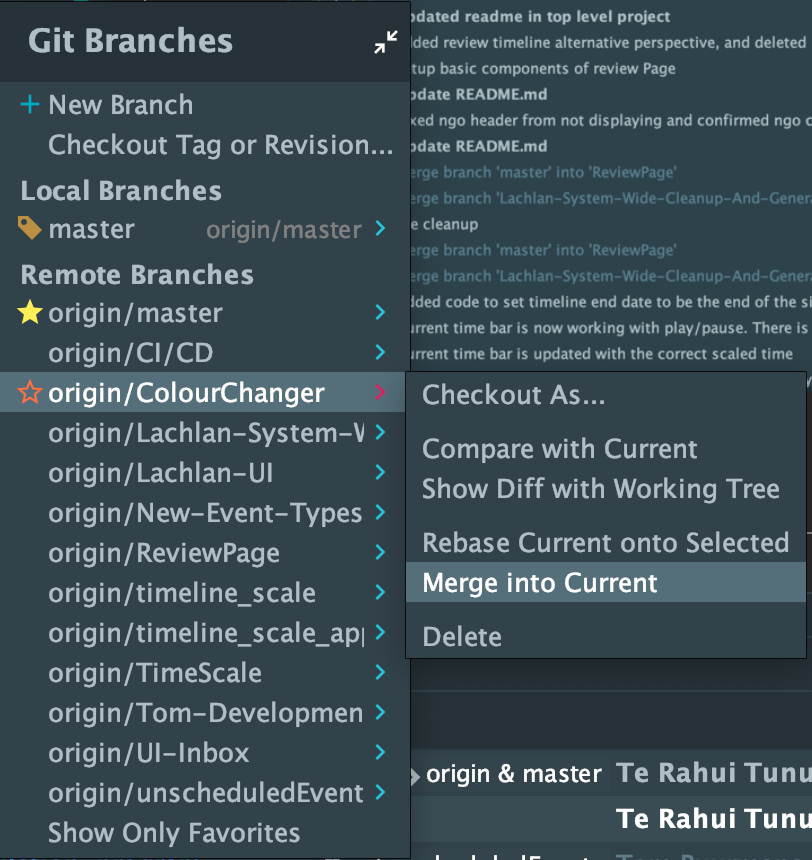 Git Branches
New Branch
Checkout Tag or Revision...
Local Branches
master origin/master
Remote Branches
origin/master
origin/CI/CD
origin/ColourChanger
origin/Lachlan-System-
origin/Lachlan-UI
origin/New-Event-Types
origin/ReviewPage
origin/timeline_scale
origin/timeline_scale_app
origin/TimeScale
origin/Tom-Developmen
origin/UI-Inbox
origin/unscheduledEvent
Show Only Favorites
pdated readme in top level project
dded review timeline alternative perspective, and deleted
tup basic components of review Page
pdate README.md
xed ngo header from not displaying and confirmed ngo c
pdate README.md
erge branch 'master' into 'ReviewPage'
erge branch 'Lachlan-System-Wide-Cleanup-And-Genera
e cleanup
erge branch 'master' into 'ReviewPage'
erge branch 'Lachlan-System-Wide-Cleanup-And-Genera
dded code to set timeline end date to be the end of the si
urrent time bar is now working with play/pause. There is
urrent time bar is updated with the correct scaled time
Checkout As...
Compare with Current
Show Diff with Working Tree
Rebase Current onto Selected
Merge into Current
Delete
origin & master Te Rahui Tunu
Te Rahui Tunu